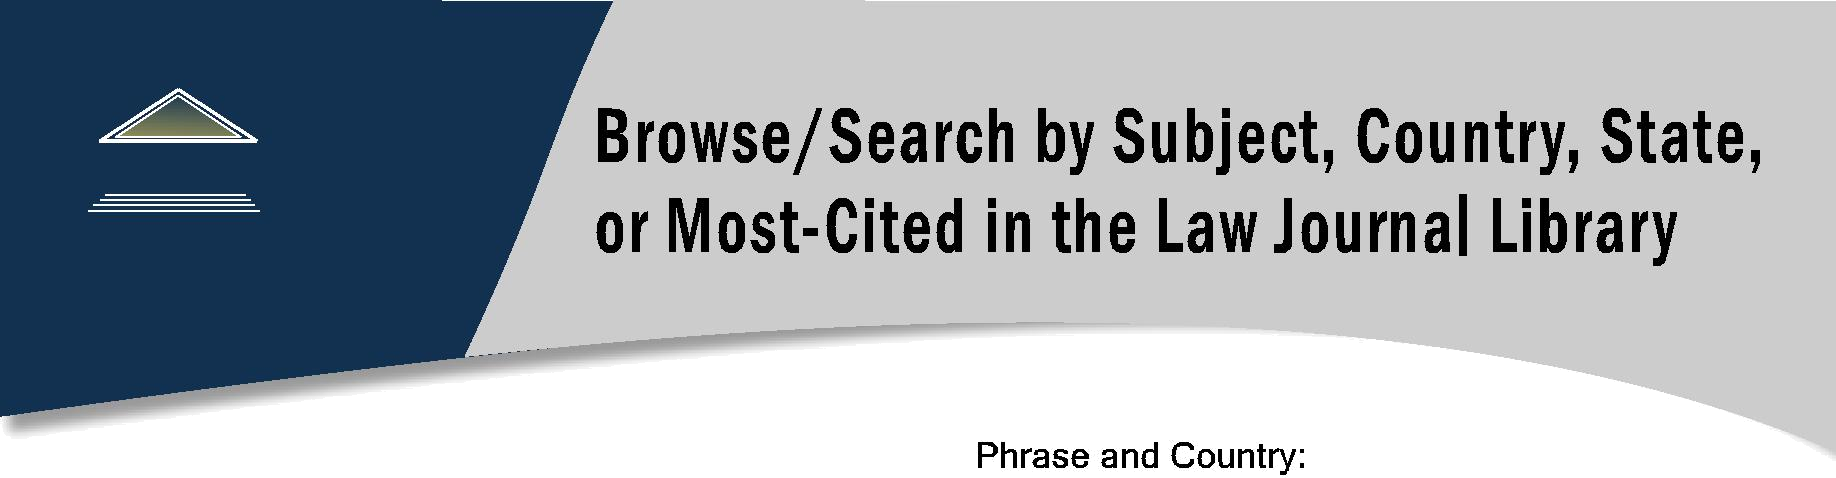 Browse/Search by Subject, Country, State,
or Most-Cited in the Law Journal Library
Phrase and Country: